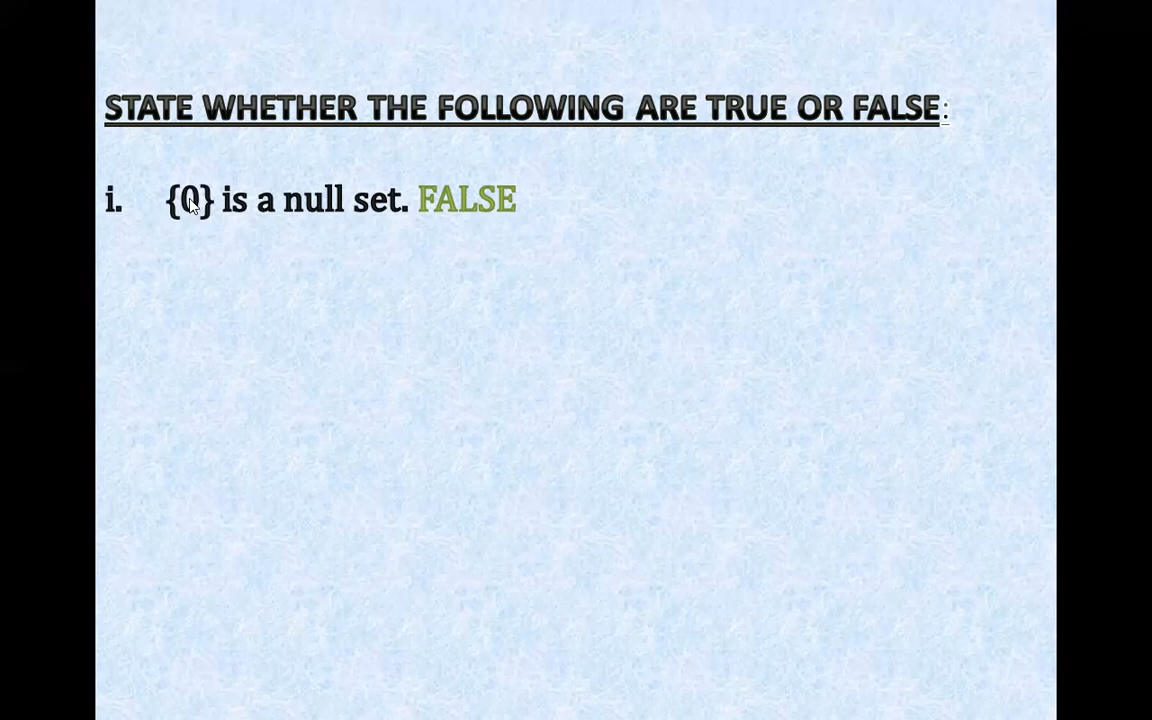 STATE WHETHER THE FOLLOWING ARE TRUE OR FALSE:
i. {0} is a null set. FALSE